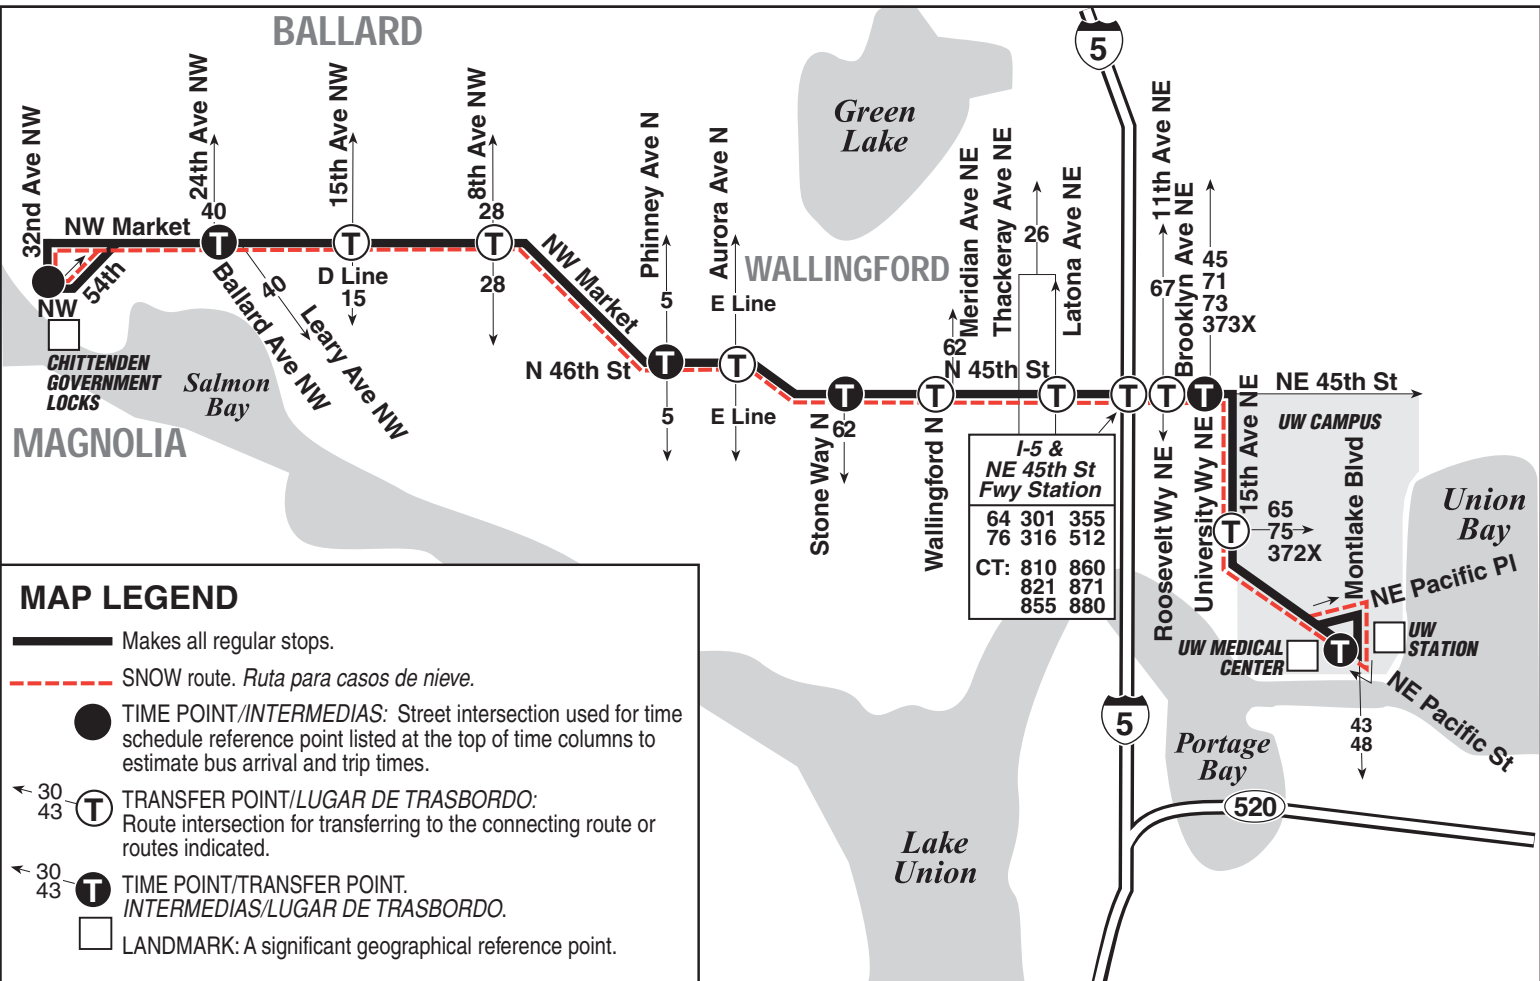 BALLARD
5
Green
Lake
32nd Ave NW
24th Ave NW
15th Ave NW
8th Ave NW
Phinney Ave N
Aurora Ave N
Meridian Ave NE
Thackeray Ave NE
Latona Ave NE
11th Ave NE
Brooklyn Ave NE
NW Market
40
28
NW Market
26
45
71
73
373X
67
WALLINGFORD
T
T
T
D Line
15
28
40
5
E Line
62
54th
NW
Ballard Ave NW
Leary Ave NW
CHITTENDEN
GOVERNMENT
LOCKS
Salmon
Bay
MAGNOLIA
N 46th St
T
T
N 45th St
T
T
T
T
T
T
NE 45th St
5
E Line
62
Stone Way N
Wallingford N
I-5 &
NE 45th St
Fwy Station
64 301 355
76 316 512
CT: 810 860
821 871
855 880
Roosevelt Wy NE
University Wy NE
15th Ave NE
UW CAMPUS
Montlake Blvd
T
65
75
372X
Union
Bay
NE Pacific Pl
UW MEDICAL
CENTER
T
UW
STATION
NE Pacific St
43
48
5
Portage
Bay
520
Lake
Union
MAP LEGEND
Makes all regular stops.
SNOW route. Ruta para casos de nieve.
TIME POINT/INTERMEDIAS: Street intersection used for time
schedule reference point listed at the top of time columns to
estimate bus arrival and trip times.
30
43
T
TRANSFER POINT/LUGAR DE TRASBORDO:
Route intersection for transferring to the connecting route or
routes indicated.
30
43
T
TIME POINT/TRANSFER POINT.
INTERMEDIAS/LUGAR DE TRASBORDO.
LANDMARK: A significant geographical reference point.